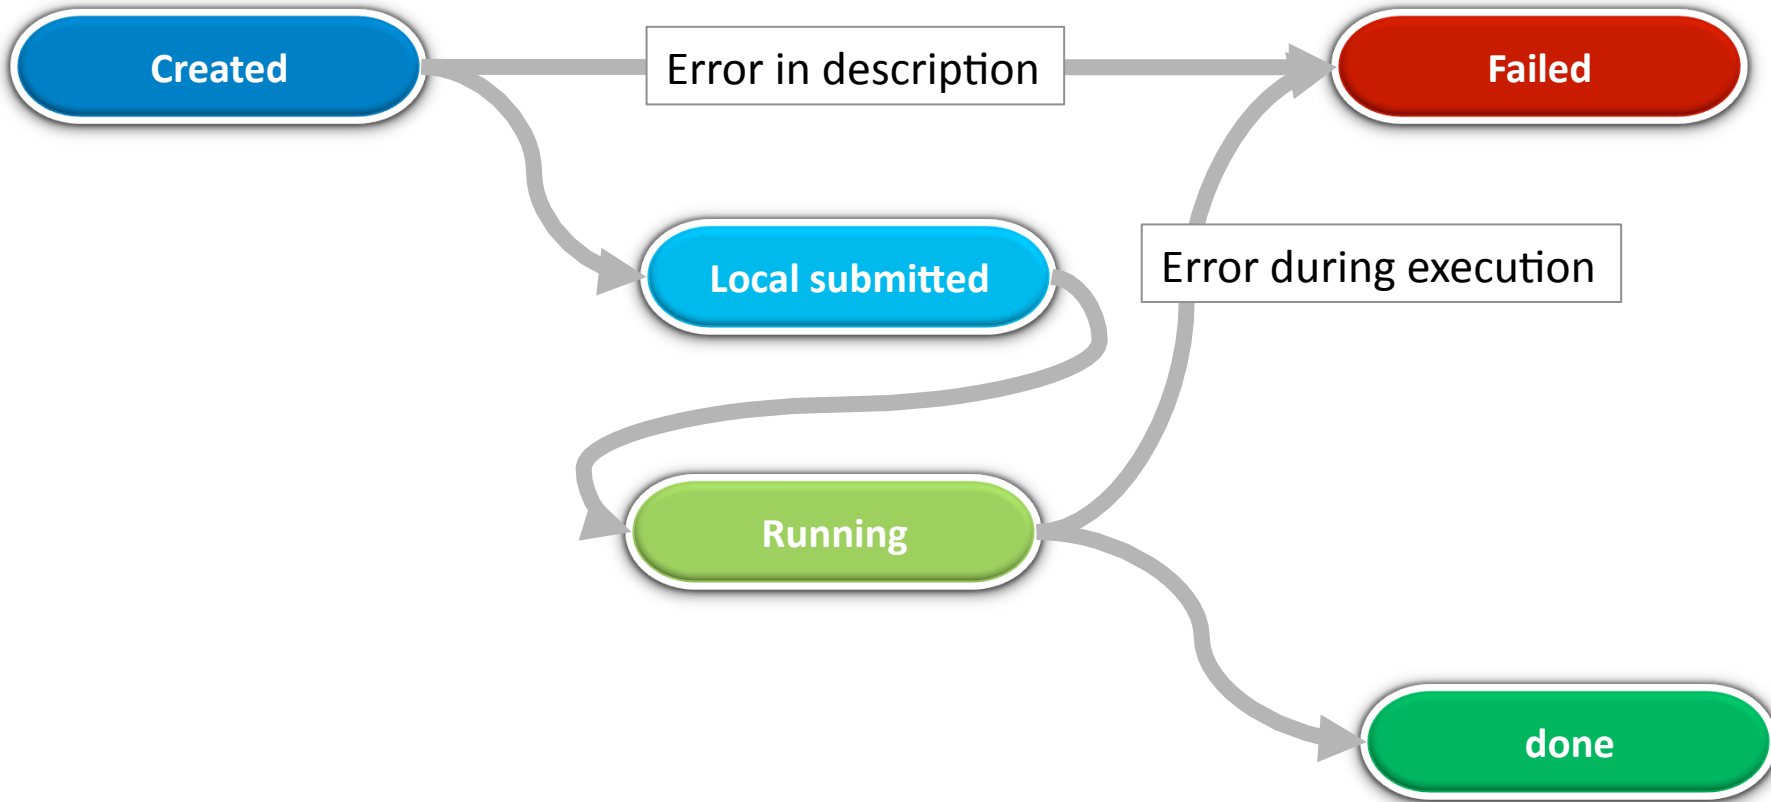 Created
Error in description
Failed
Local submitted
Error during execution
Running
done